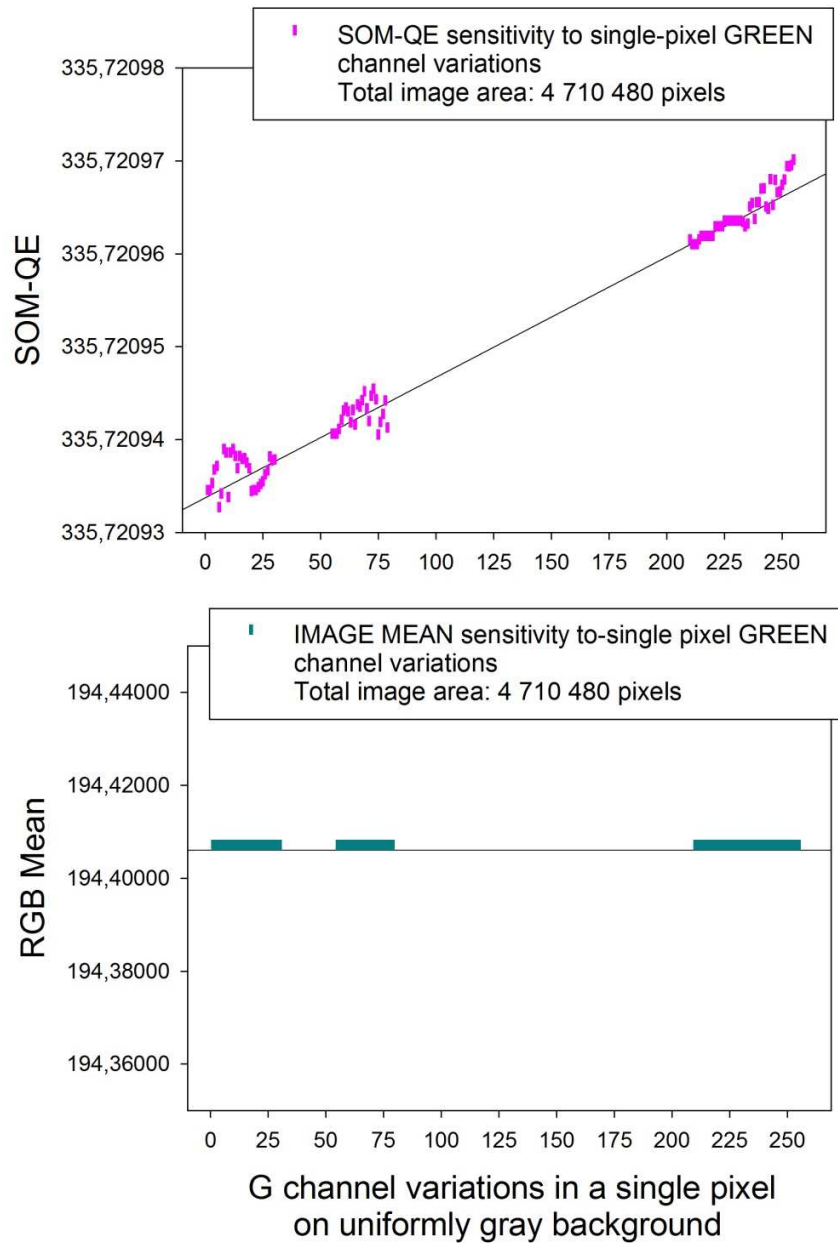 SOM-QE sensitivity to single-pixel GREEN
channel variations
Total image area: 4 710 480 pixels
335,72098
335,72097
335,72096
335,72095
335,72094
335,72093
SOM-QE
0 25 50 75 100 125 150 175 200 225 250
IMAGE MEAN sensitivity to-single pixel GREEN
channel variations
Total image area: 4 710 480 pixels
194,44000
194,42000
194,40000
194,38000
194,36000
RGB Mean
0 25 50 75 100 125 150 175 200 225 250
G channel variations in a single pixel
on uniformly gray background